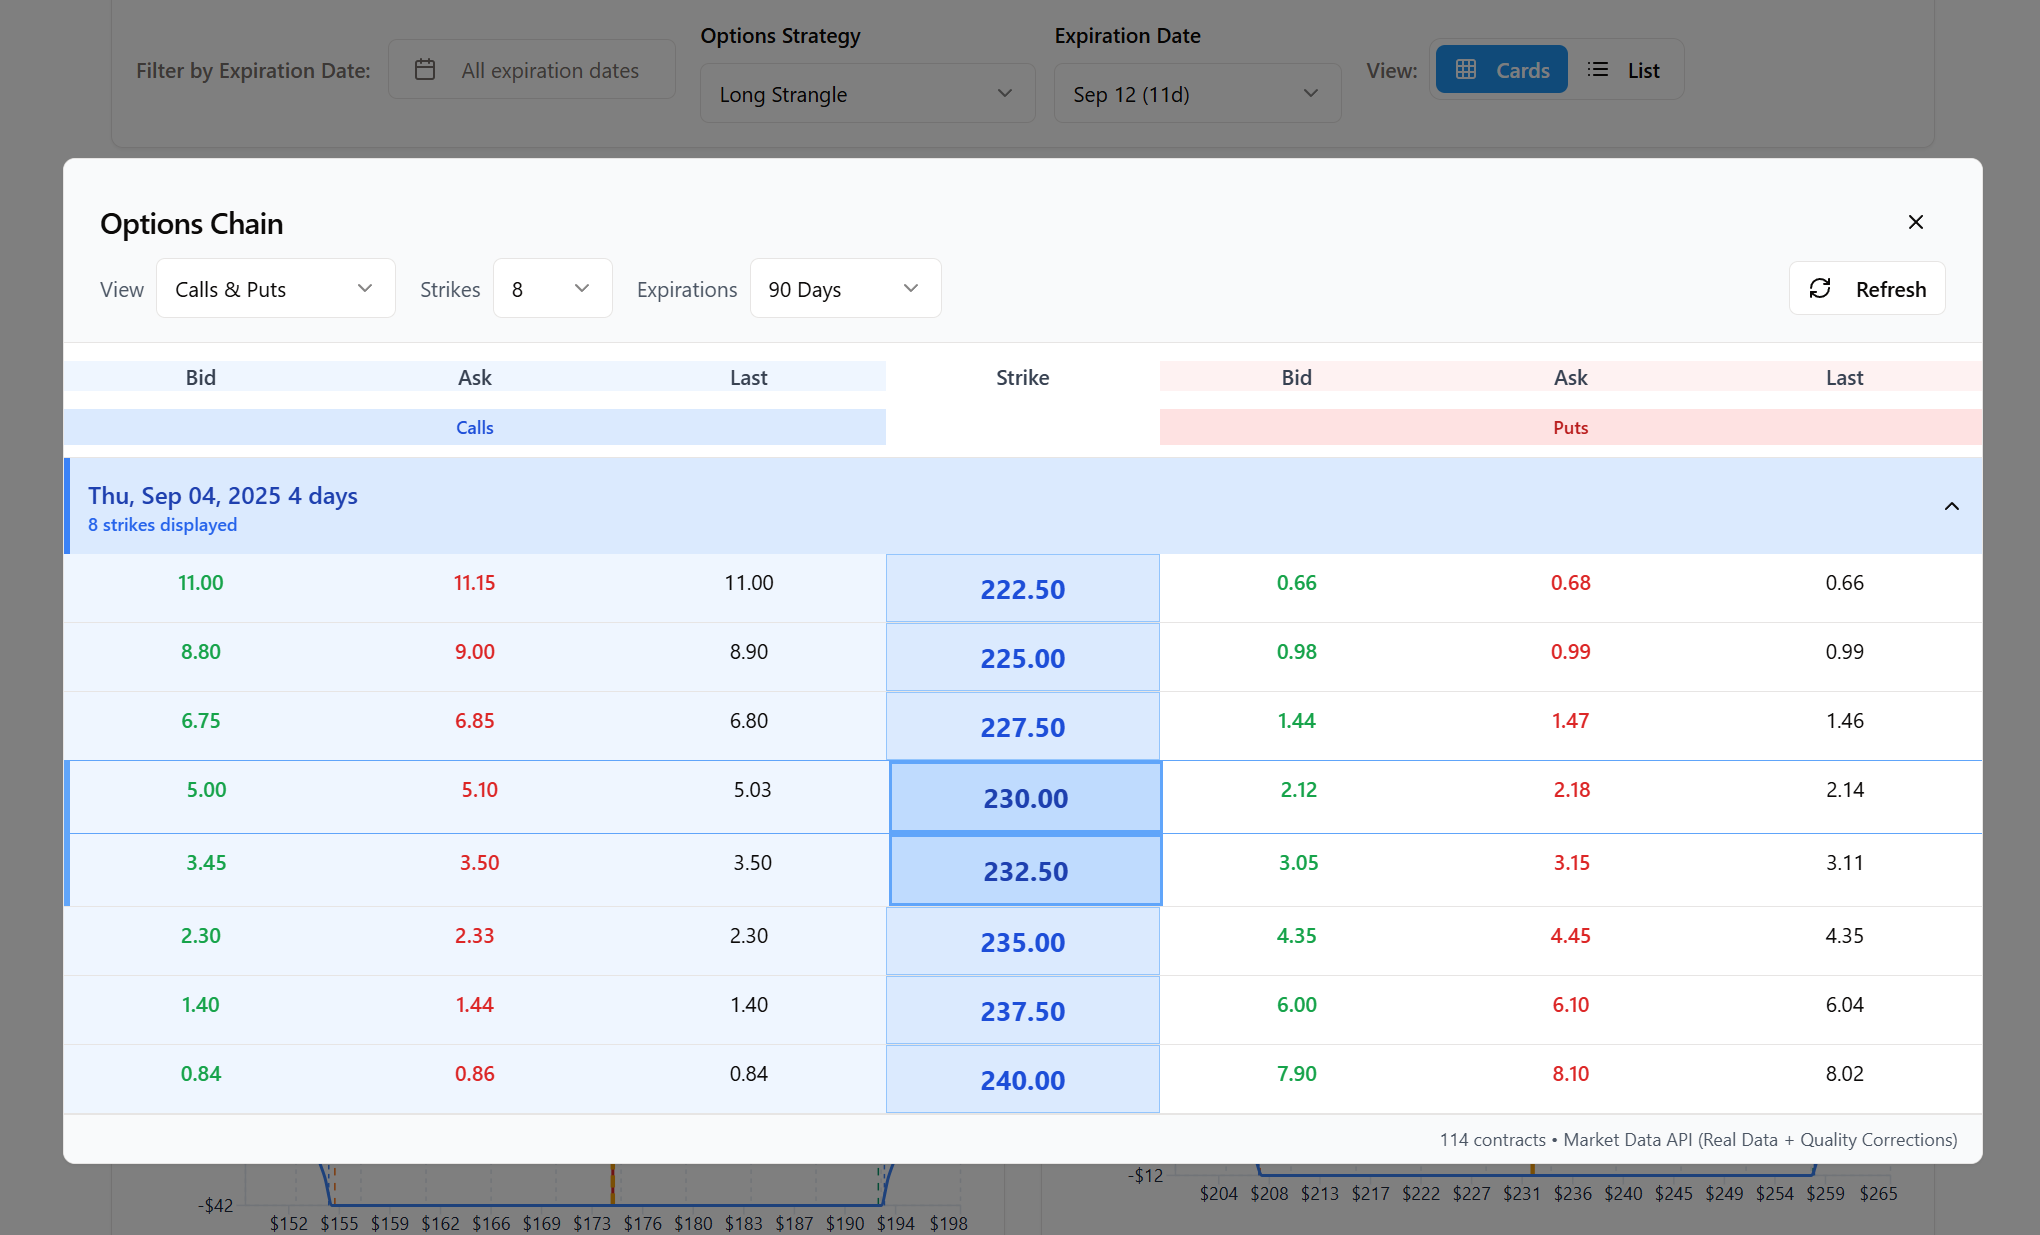 Options Strategy
Expiration Date
Filter by Expiration Date:
All expiration dates
Long Strangle
Sep 12 (11d)
View:
Cards
List
Options Chain
View
Calls & Puts
Strikes
8
Expirations
90 Days
Refresh
Bid Ask Last Strike Bid Ask Last
Calls Puts
Thu, Sep 04, 2025 4 days
8 strikes displayed
11.00 11.15 11.00 222.50 0.66 0.68 0.66
8.80 9.00 8.90 225.00 0.98 0.99 0.99
6.75 6.85 6.80 227.50 1.44 1.47 1.46
5.00 5.10 5.03 230.00 2.12 2.18 2.14
3.45 3.50 3.50 232.50 3.05 3.15 3.11
2.30 2.33 2.30 235.00 4.35 4.45 4.35
1.40 1.44 1.40 237.50 6.00 6.10 6.04
0.84 0.86 0.84 240.00 7.90 8.10 8.02
114 contracts • Market Data API (Real Data + Quality Corrections)
-$42
$152 $155 $159 $162 $166 $169 $173 $176 $180 $183 $187 $190 $194 $198
-$12
$204 $208 $213 $217 $222 $227 $231 $236 $240 $245 $249 $254 $259 $265